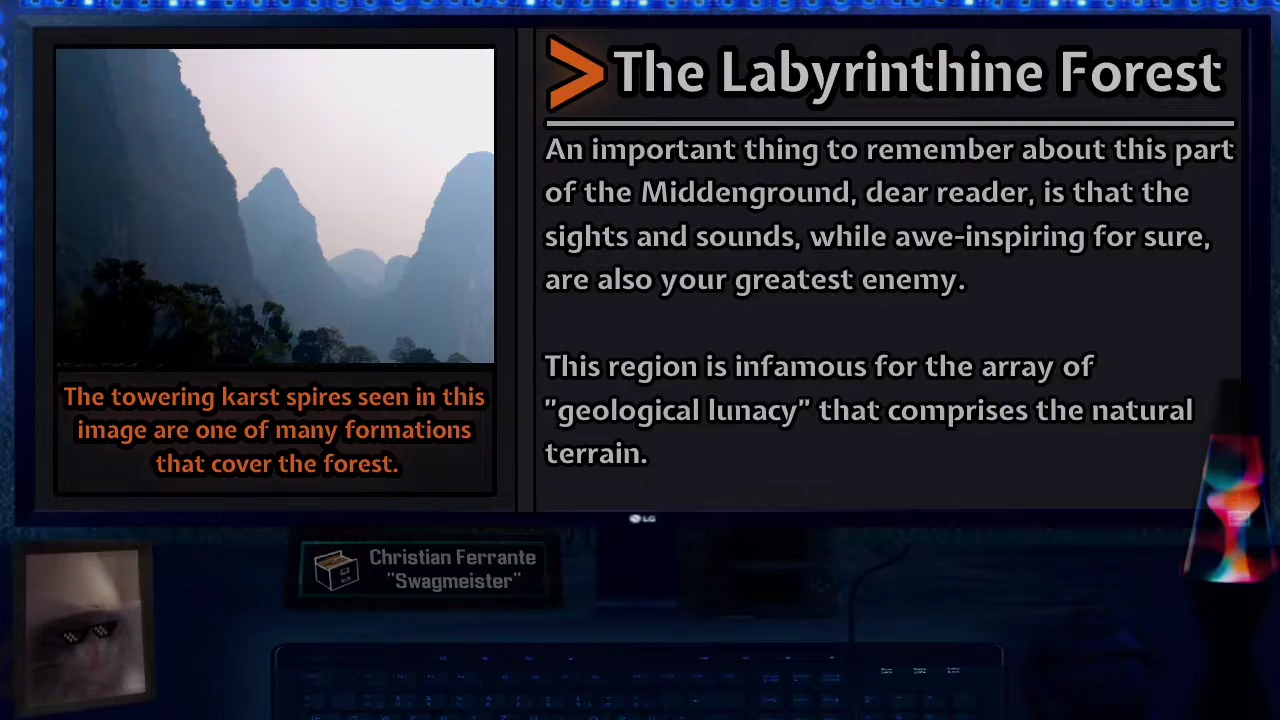 > The Labyrinthine Forest
An important thing to remember about this part
of the Middenground, dear reader, is that the
sights and sounds, while awe-inspiring for sure,
are also your greatest enemy.
This region is infamous for the array of
"geological lunacy" that comprises the natural
terrain.
The towering karst spires seen in this
image are one of many formations
that cover the forest.
LG
Christian Ferrante
"Swagmeister"